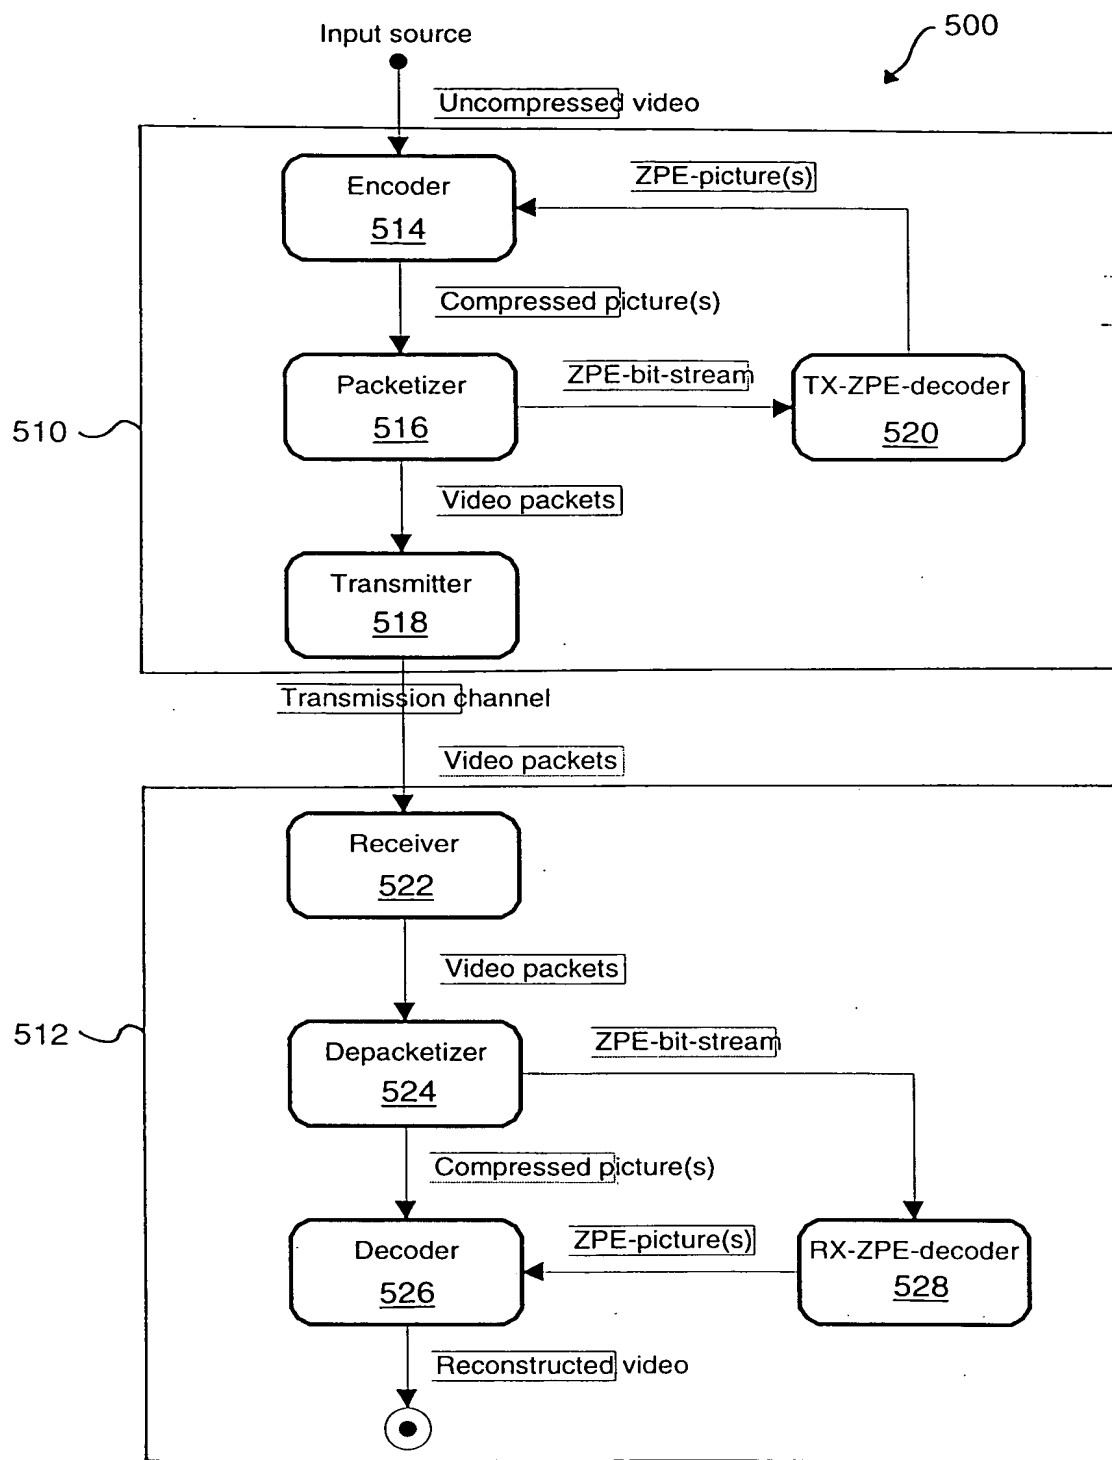 Input source
500
Uncompressed video
Encoder
514
ZPE-picture(s)
Compressed picture(s)
Packetizer
516
ZPE-bit-stream
TX-ZPE-decoder
520
510
Video packets
Transmitter
518
Transmission channel
Video packets
Receiver
522
Video packets
512
Depacketizer
524
ZPE-bit-stream
Compressed picture(s)
Decoder
526
ZPE-picture(s)
RX-ZPE-decoder
528
Reconstructed video